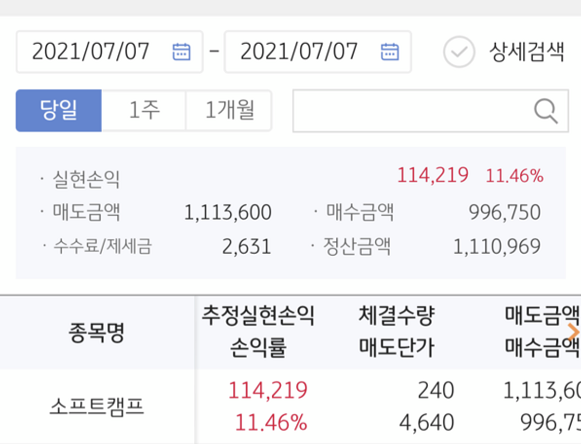 2021/07/07 - 2021/07/07 상세검색
당일 1주 1개월
· 실현손익 114,219 11.46%
· 매도금액 1,113,600 · 매수금액 996,750
· 수수료/제세금 2,631 · 정산금액 1,110,969
종목명 추정실현손익 체결수량 매도금액
손익률 매도단가 매수금액
소프트캠프 114,219 240 1,113,60
11.46% 4,640 996,75